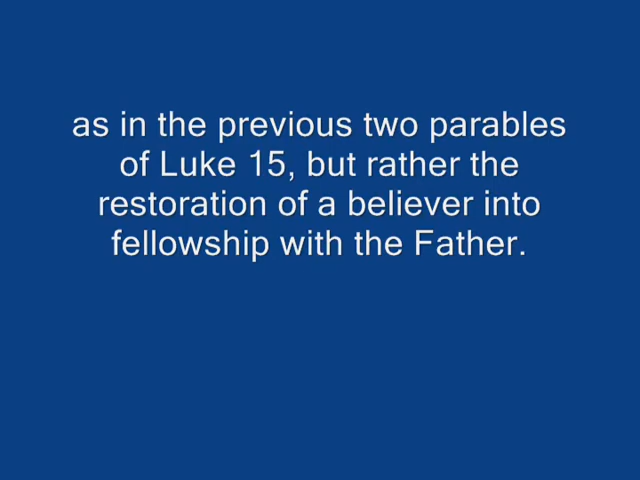 as in the previous two parables
of Luke 15, but rather the
restoration of a believer into
fellowship with the Father.